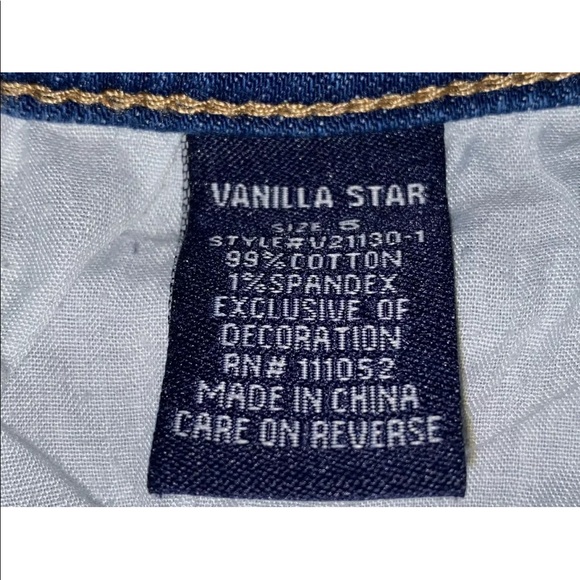 VANILLA STAR
SIZE 5
STYLE# V21130-1
99% COTTON
1% SPANDEX
EXCLUSIVE OF
DECORATION
RN# 111052
MADE IN CHINA
CARE ON REVERSE